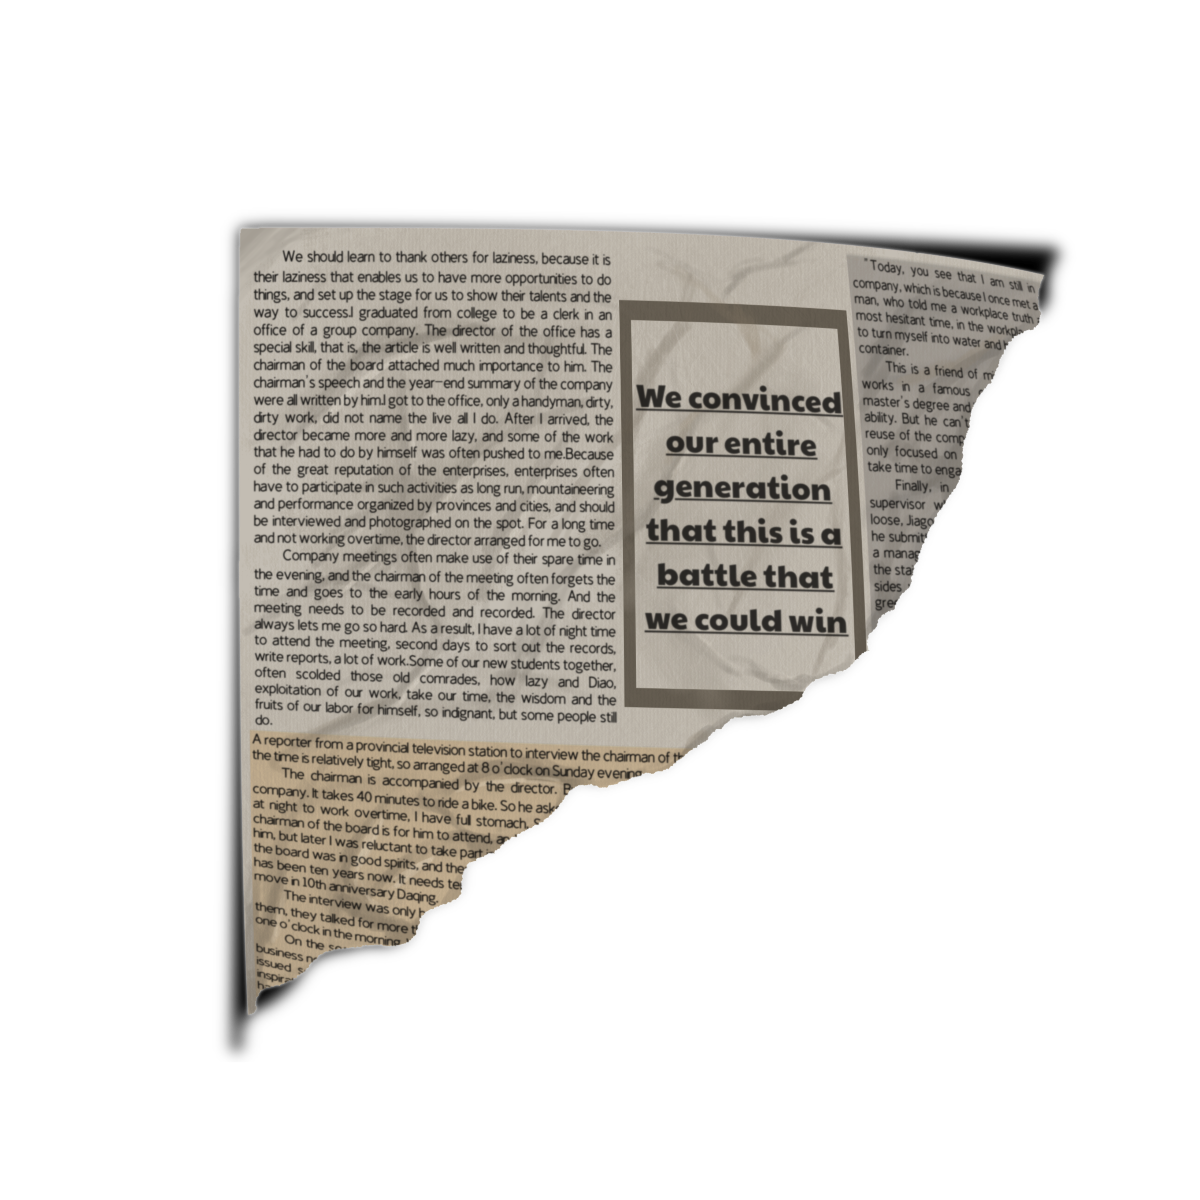 We should learn to thank others for laziness, because it is
their laziness that enables us to have more opportunities to do
things, and set up the stage for us to show their talents and the
way to success.I graduated from college to be a clerk in an
office of a group company. The director of the office has a
special skill, that is, the article is well written and thoughtful. The
chairman of the board attached much importance to him. The
chairman's speech and the year-end summary of the company
were all written by him.I got to the office, only a handyman, dirty,
dirty work, did not name the live all I do. After I arrived, the
director became more and more lazy, and some of the work
that he had to do by himself was often pushed to me.Because
of the great reputation of the enterprises, enterprises often
have to participate in such activities as long run, mountaineering
and performance organized by provinces and cities, and should
be interviewed and photographed on the spot. For a long time
and not working overtime, the director arranged for me to go.
Company meetings often make use of their spare time in
the evening, and the chairman of the meeting often forgets the
time and goes to the early hours of the morning. And the
meeting needs to be recorded and recorded. The director
always lets me go so hard. As a result, I have a lot of night time
to attend the meeting, second days to sort out the records,
write reports, a lot of work.Some of our new students together,
often scolded those old comrades, how lazy and Diao,
exploitation of our work, take our time, the wisdom and the
fruits of our labor for himself, so indignant, but some people still
do.
We convinced
our entire
generation
that this is a
battle that
we could win
"Today, you see that I am still in
company, which is because I once met a
man, who told me a workplace truth
most hesitant time, in the workpla
to turn myself into water and
container.
This is a friend of
works in a famous
master's degree and
ability. But he can't
reuse of the comp
only focused on
take time to enga
Finally, in
supervisor
loose, Jiago
he submit
a manag
the sta
sides
gree
A reporter from a provincial television station to interview the chairman of
the time is relatively tight, so arranged at 8 o'clock on Sunday evening
The chairman is accompanied by the director.
company. It takes 40 minutes to ride a bike. So he ask
at night to work overtime, I have full stomach.
chairman of the board is for him to attend,
him, but later I was reluctant to take part
the board was in good spirits, and the
has been ten years now. It needs
move in 10th anniversary Daqing.
The interview was only
them, they talked for more
one o'clock in the morning
On the
business
issued
inspira